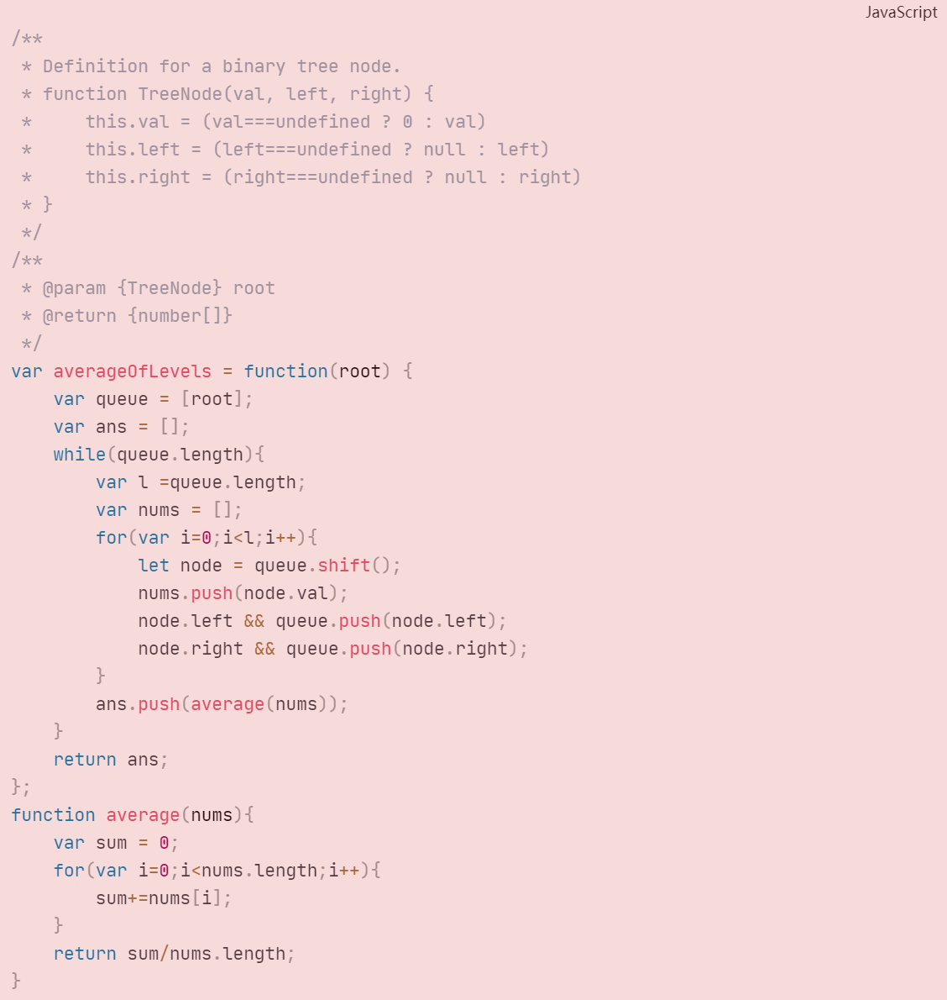 JavaScript
/**
 * Definition for a binary tree node.
 * function TreeNode(val, left, right) {
 *     this.val = (val===undefined ? 0 : val)
 *     this.left = (left===undefined ? null : left)
 *     this.right = (right===undefined ? null : right)
 * }
 */
/**
 * @param {TreeNode} root
 * @return {number[]}
 */
var averageOfLevels = function(root) {
    var queue = [root];
    var ans = [];
    while(queue.length){
        var l =queue.length;
        var nums = [];
        for(var i=0;i<l;i++){
            let node = queue.shift();
            nums.push(node.val);
            node.left && queue.push(node.left);
            node.right && queue.push(node.right);
        }
        ans.push(average(nums));
    }
    return ans;
};
function average(nums){
    var sum = 0;
    for(var i=0;i<nums.length;i++){
        sum+=nums[i];
    }
    return sum/nums.length;
}